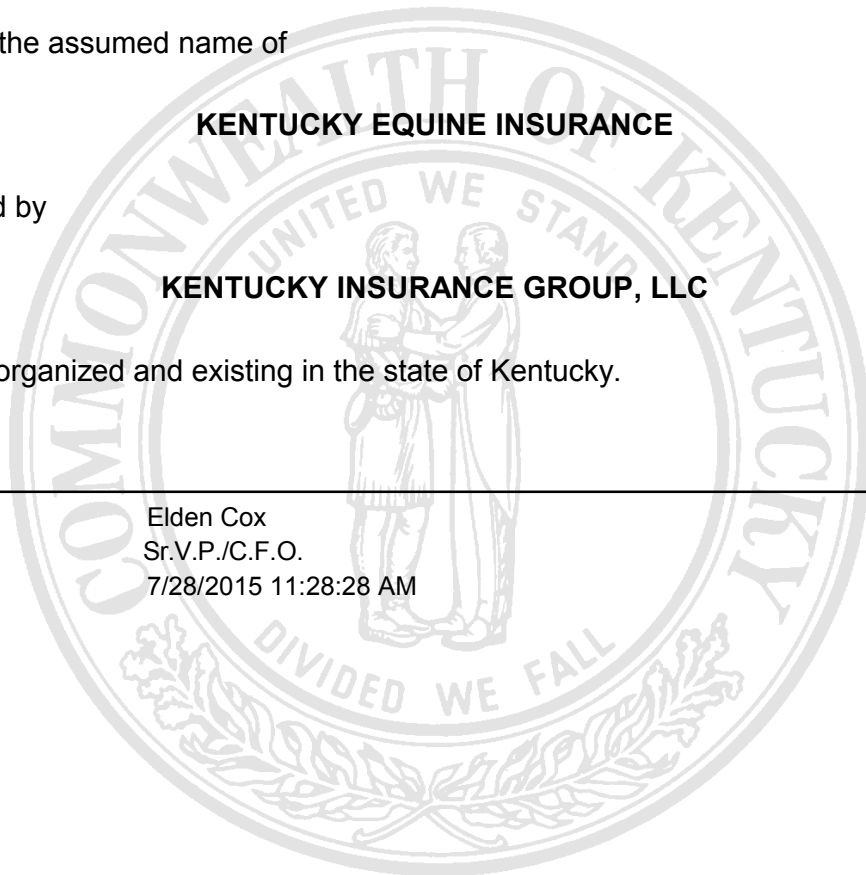 the assumed name of
KENTUCKY EQUINE INSURANCE
d by
KENTUCKY INSURANCE GROUP, LLC
organized and existing in the state of Kentucky.
Elden Cox
Sr.V.P./C.F.O.
7/28/2015 11:28:28 AM
COMMONWEALTH OF KENTUCKY
UNITED WE STAND
DIVIDED WE FALL